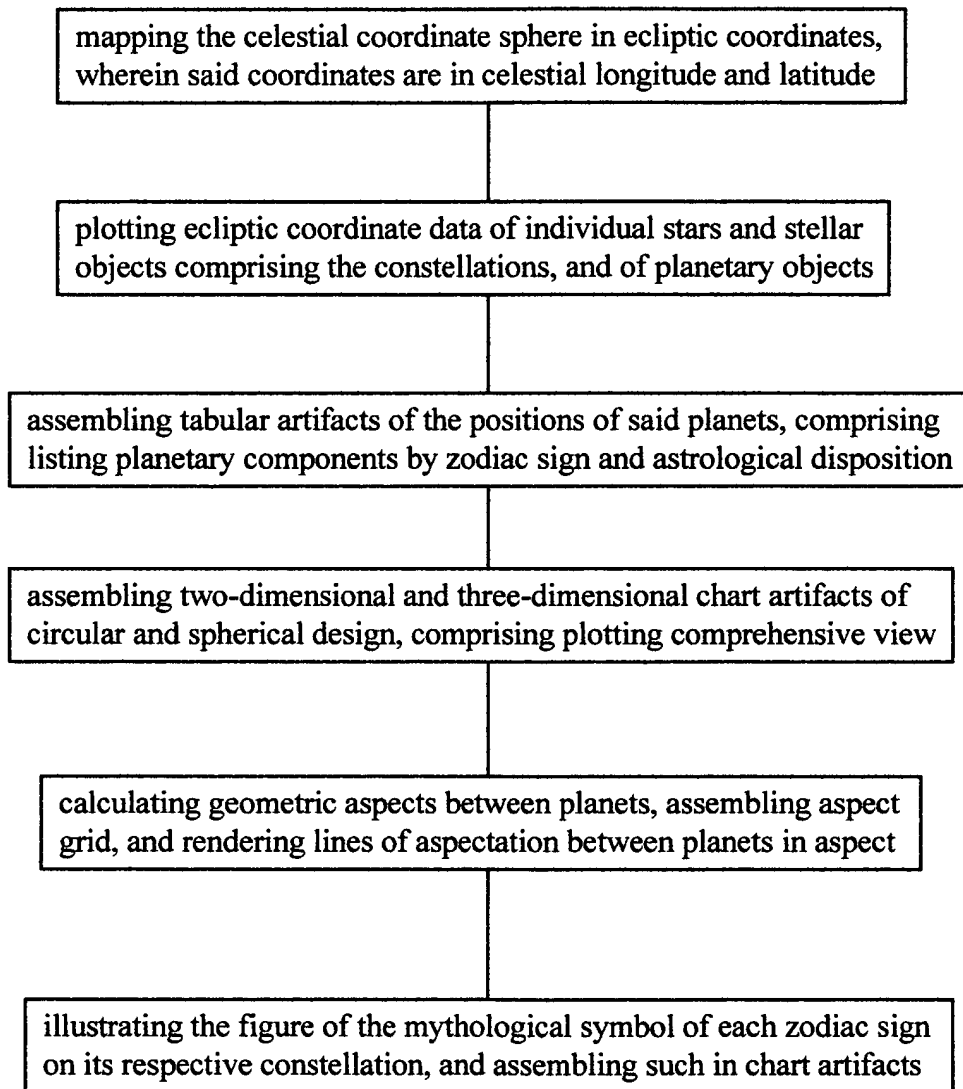 mapping the celestial coordinate sphere in ecliptic coordinates,
wherein said coordinates are in celestial longitude and latitude
plotting ecliptic coordinate data of individual stars and stellar
objects comprising the constellations, and of planetary objects
assembling tabular artifacts of the positions of said planets, comprising
listing planetary components by zodiac sign and astrological disposition
assembling two-dimensional and three-dimensional chart artifacts of
circular and spherical design, comprising plotting comprehensive view
calculating geometric aspects between planets, assembling aspect
grid, and rendering lines of aspectation between planets in aspect
illustrating the figure of the mythological symbol of each zodiac sign
on its respective constellation, and assembling such in chart artifacts